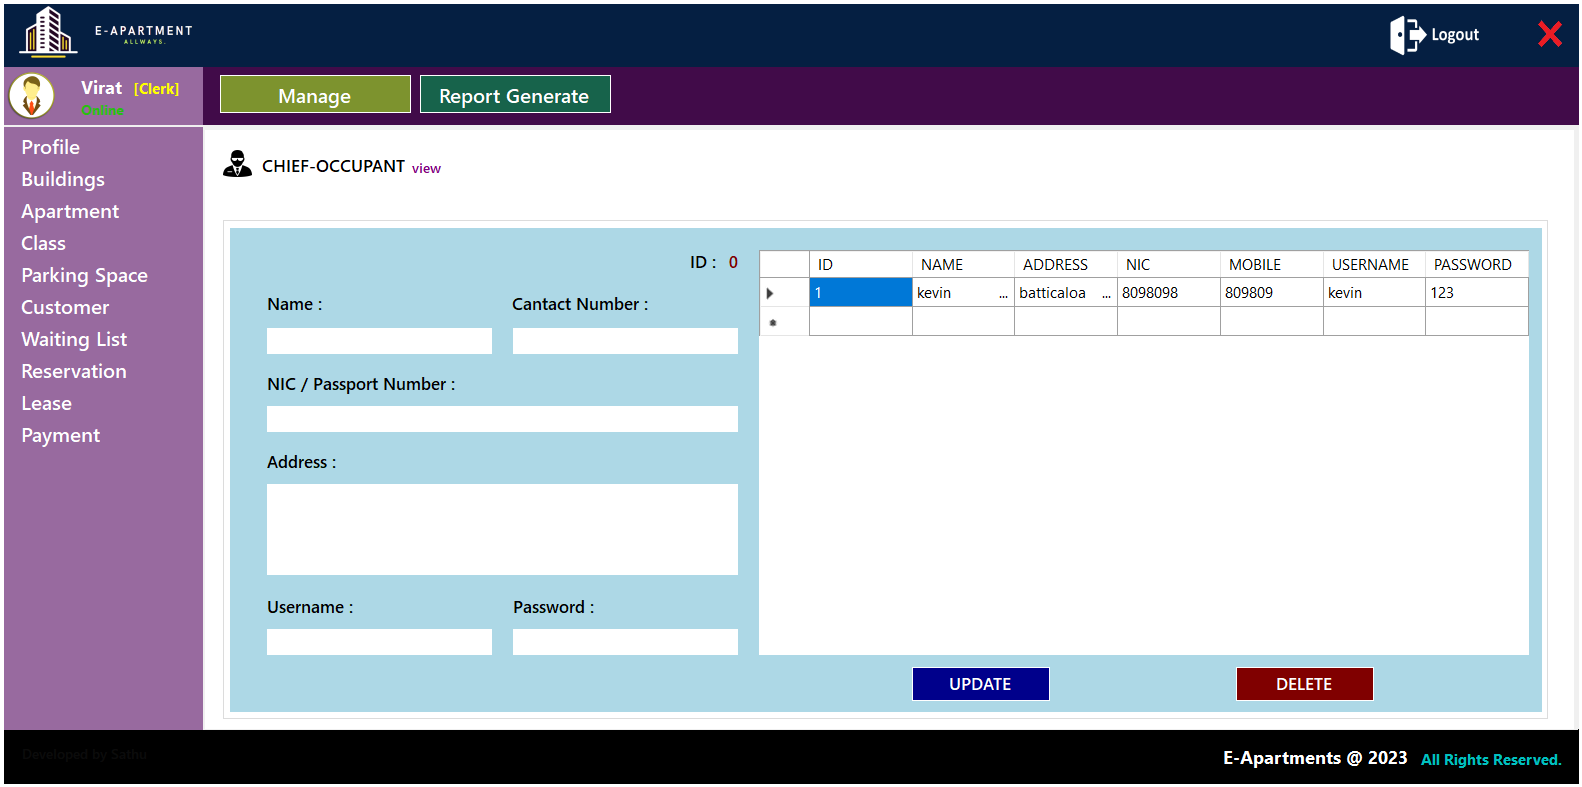 E-APARTMENT
ALLWAYS.
Logout
Virat [Clerk]
Online
Manage
Report Generate
Profile
Buildings
Apartment
Class
Parking Space
Customer
Waiting List
Reservation
Lease
Payment
CHIEF-OCCUPANT view
ID : 0
Name :
Cantact Number :
NIC / Passport Number :
Address :
Username :
Password :
ID NAME ADDRESS NIC MOBILE USERNAME PASSWORD
1 kevin ... batticaloa ... 8098098 809809 kevin 123
UPDATE
DELETE
Developed by Sathu
E-Apartments @ 2023 All Rights Reserved.